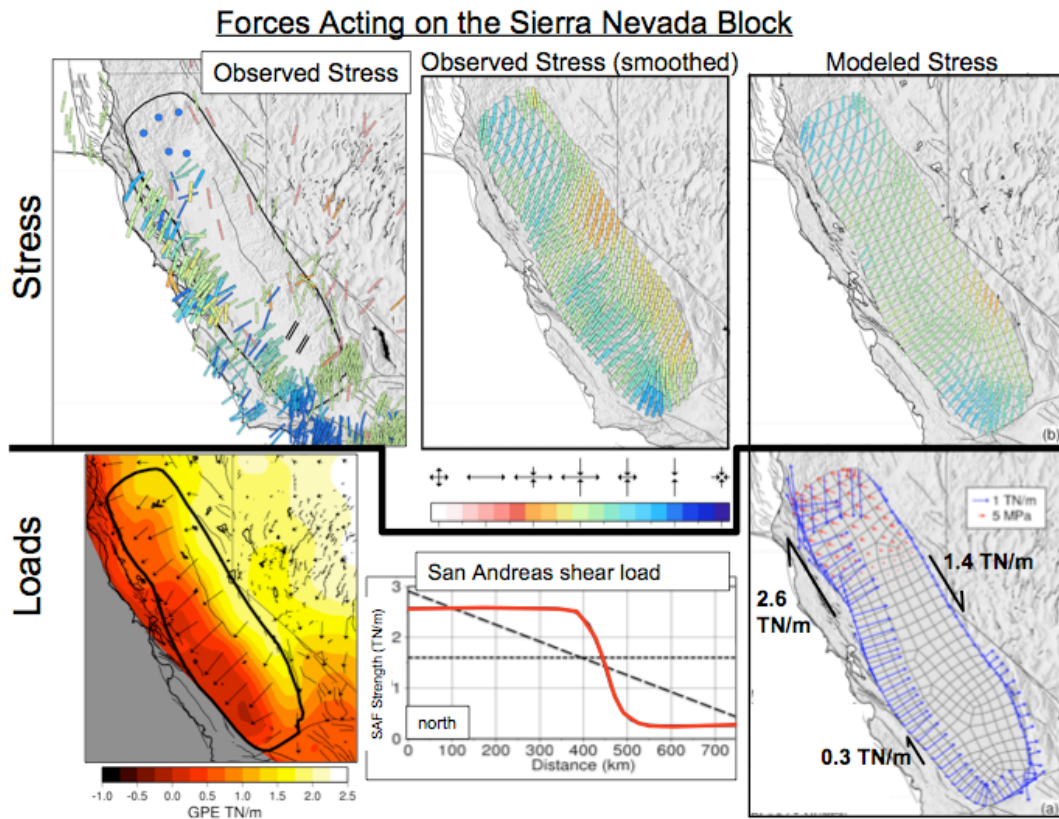 Forces Acting on the Sierra Nevada Block
Observed Stress
Observed Stress (smoothed)
Modeled Stress
Stress
(b)
Loads
-1.0 -0.5 0.0 0.5 1.0 1.5 2.0 2.5
GPE TN/m
San Andreas shear load
SAF Strength (TN/m)
3
2
1
0
north
0 100 200 300 400 500 600 700
Distance (km)
1 TN/m
5 MPa
1.4 TN/m
2.6
TN/m
0.3 TN/m
(a)